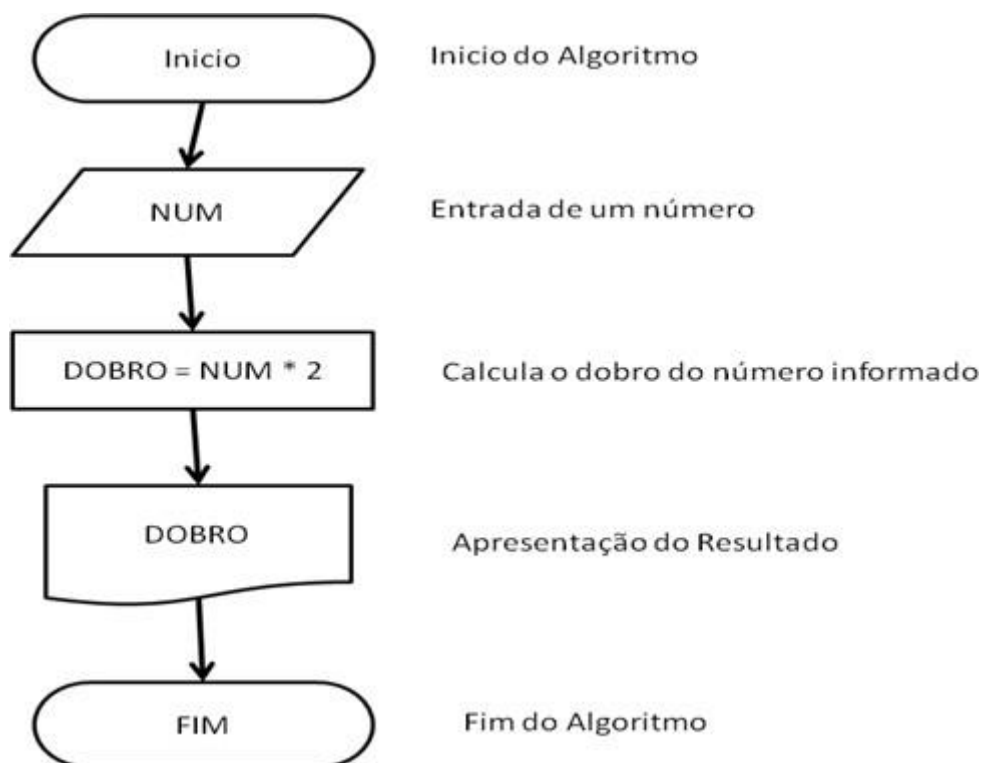 Inicio
Inicio do Algoritmo
NUM
Entrada de um número
DOBRO = NUM * 2
Calcula o dobro do número informado
DOBRO
Apresentação do Resultado
FIM
Fim do Algoritmo